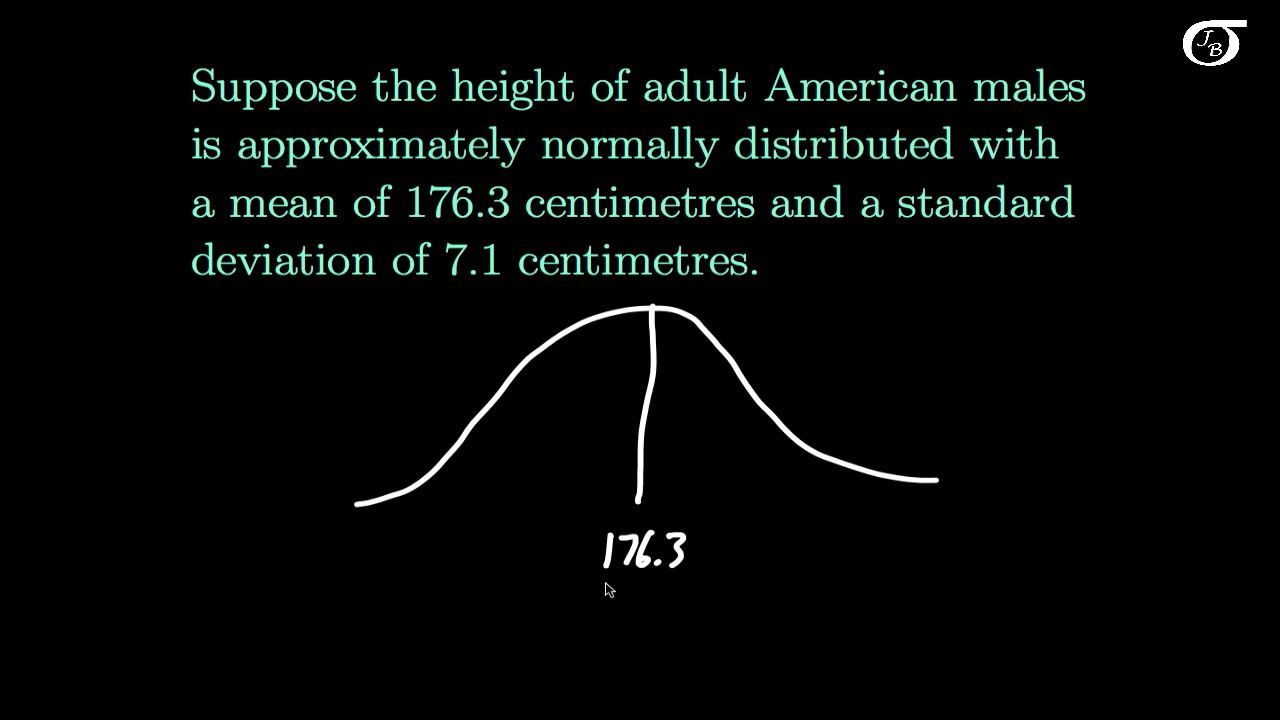 JB
Suppose the height of adult American males
is approximately normally distributed with
a mean of 176.3 centimetres and a standard
deviation of 7.1 centimetres.
176.3